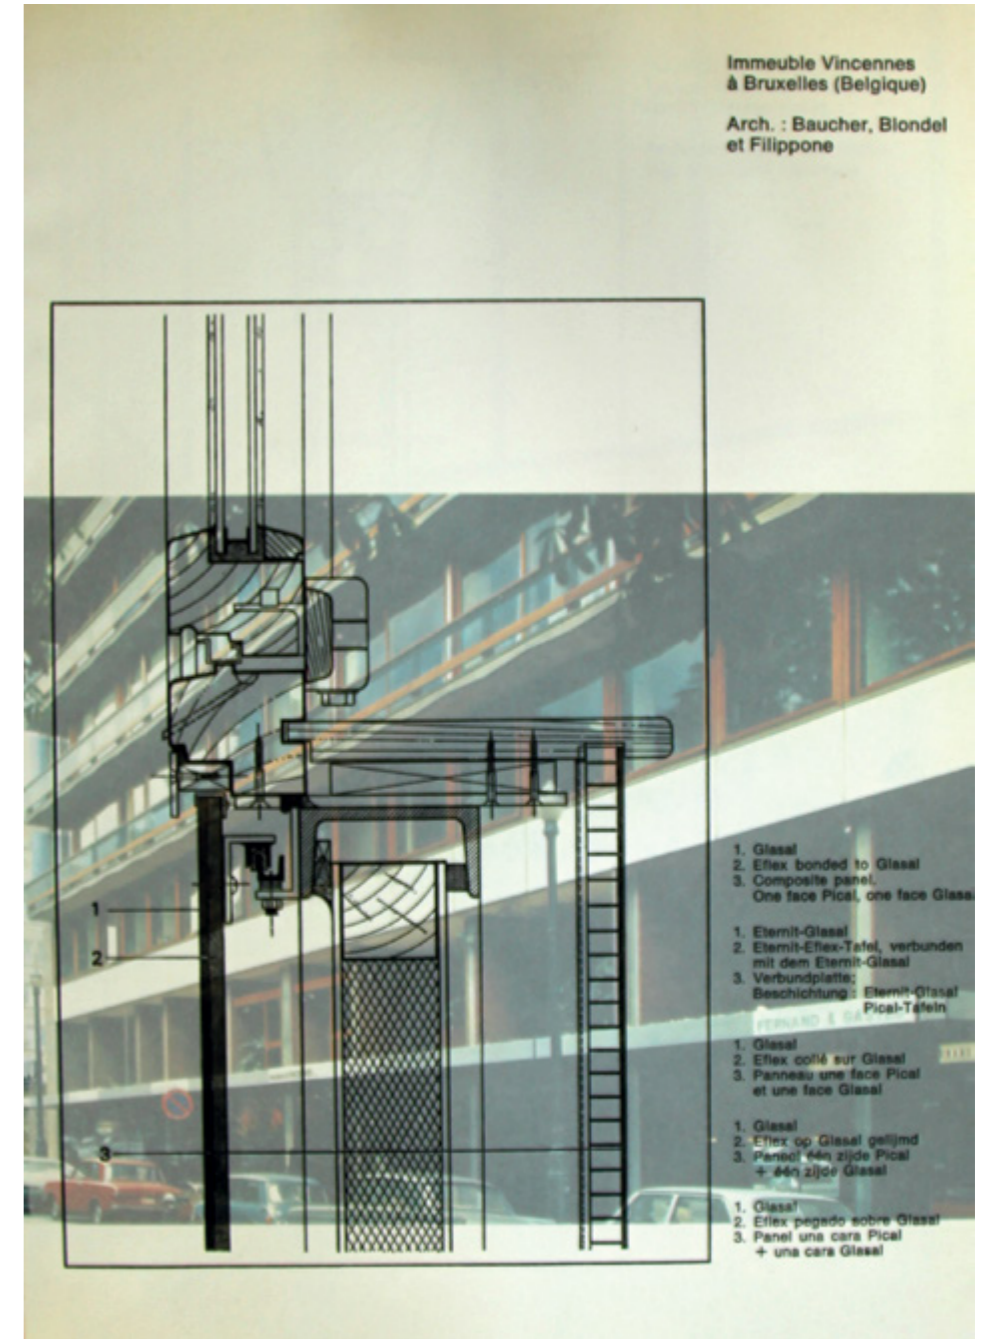 Immeuble Vincennes
à Bruxelles (Belgique)
Arch. : Baucher, Blondel
et Filippone
1
2
3
1. Glasal
2. Eflex bonded to Glasal
3. Composite panel.
One face Pical, one face Glasa
1. Eternit-Glasal
2. Eternit-Eflex-Tafel, verbunden
mit dem Eternit-Glasal
3. Verbundplatte;
Beschichtung : Eternit-Glasal
Pical-Tafeln
FERNAND &
1. Glasal
2. Eflex collé sur Glasal
3. Panneau une face Pical
et une face Glasal
1. Glasal
2. Eflex op Glasal gelijmd
3. Paneel één zijde Pical
+ één zijde Glasal
1. Glasal
2. Eflex pegado sobre Glasal
3. Panel una cara Pical
+ una cara Glasal